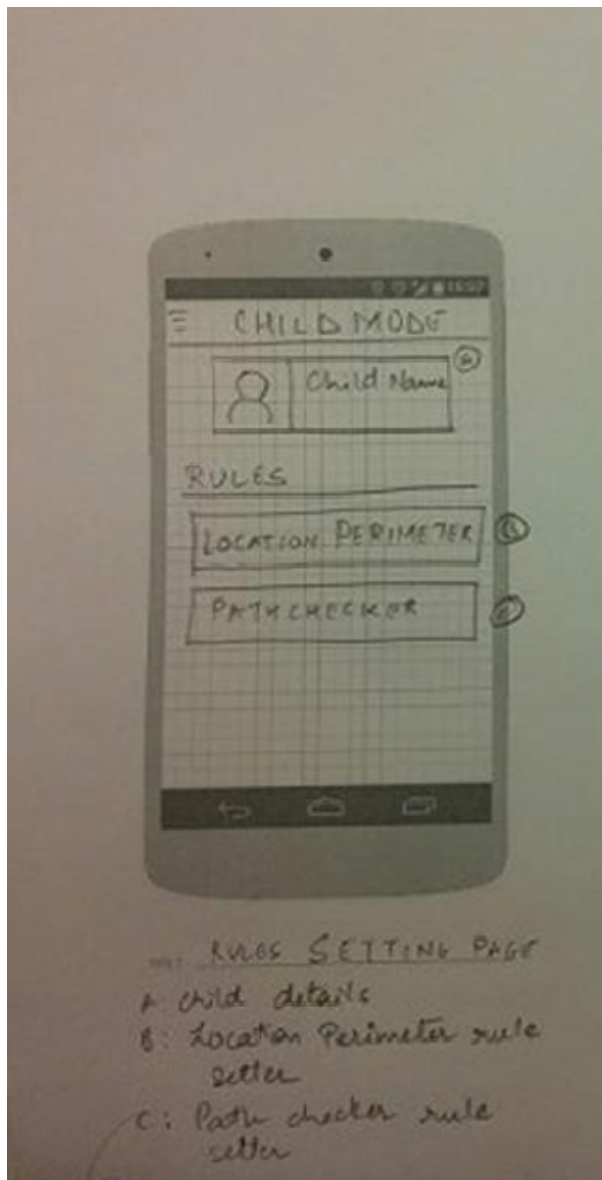 CHILD MODE
Child Name
A
RULES
LOCATION PERIMETER
B
PATH CHECKER
C
RULES SETTING PAGE
A child details
B: Location Perimeter rule
setter
C: Path checker rule
setter